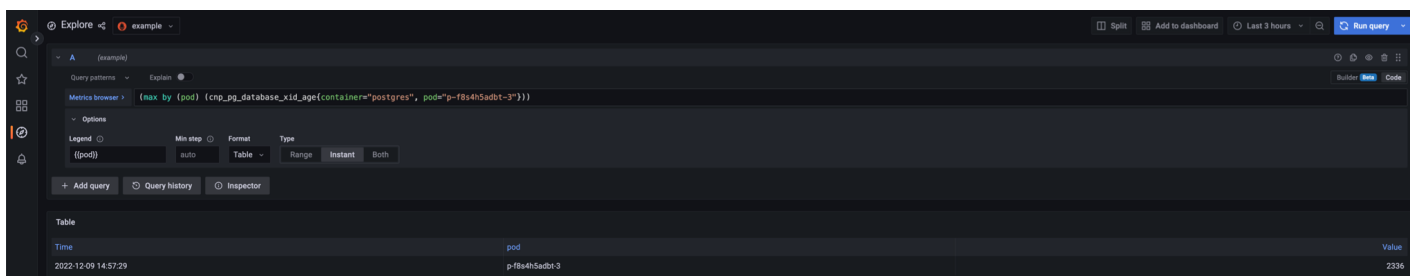 Explore example Split Add to dashboard Last 3 hours Run query
A (example)
Query patterns Explain Builder Beta Code
Metrics browser > (max by (pod) (cnp_pg_database_xid_age{container="postgres", pod="p-f8s4h5adbt-3"}))
Options
Legend Min step Format Type
{{pod}} auto Table Range Instant Both
+ Add query Query history Inspector
Table
Time pod Value
2022-12-09 14:57:29 p-f8s4h5adbt-3 2336